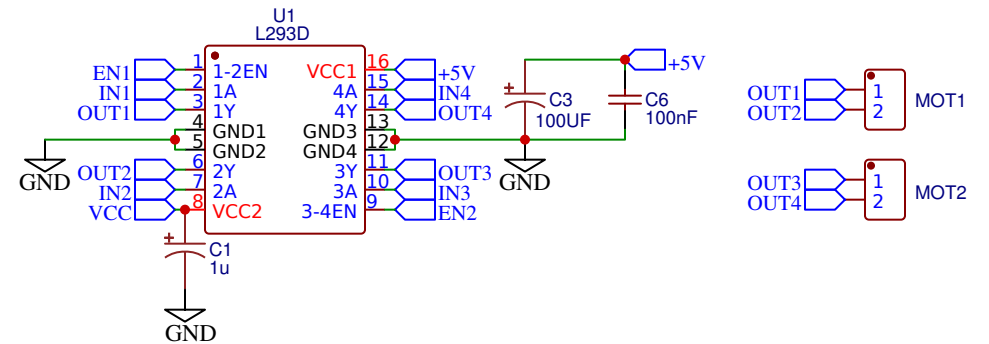 U1
L293D
EN1 1 1-2EN VCC1 16 +5V
IN1 2 1A 4A 15 IN4
OUT1 3 1Y 4Y 14 OUT4
4 GND1 GND3 13
5 GND2 GND4 12
OUT2 6 2Y 3Y 11 OUT3
IN2 7 2A 3A 10 IN3
VCC 8 VCC2 3-4EN 9 EN2
GND
+ C1
1u
GND
+5V
+ C3
100UF
C6
100nF
GND
OUT1 1
OUT2 2
MOT1
OUT3 1
OUT4 2
MOT2